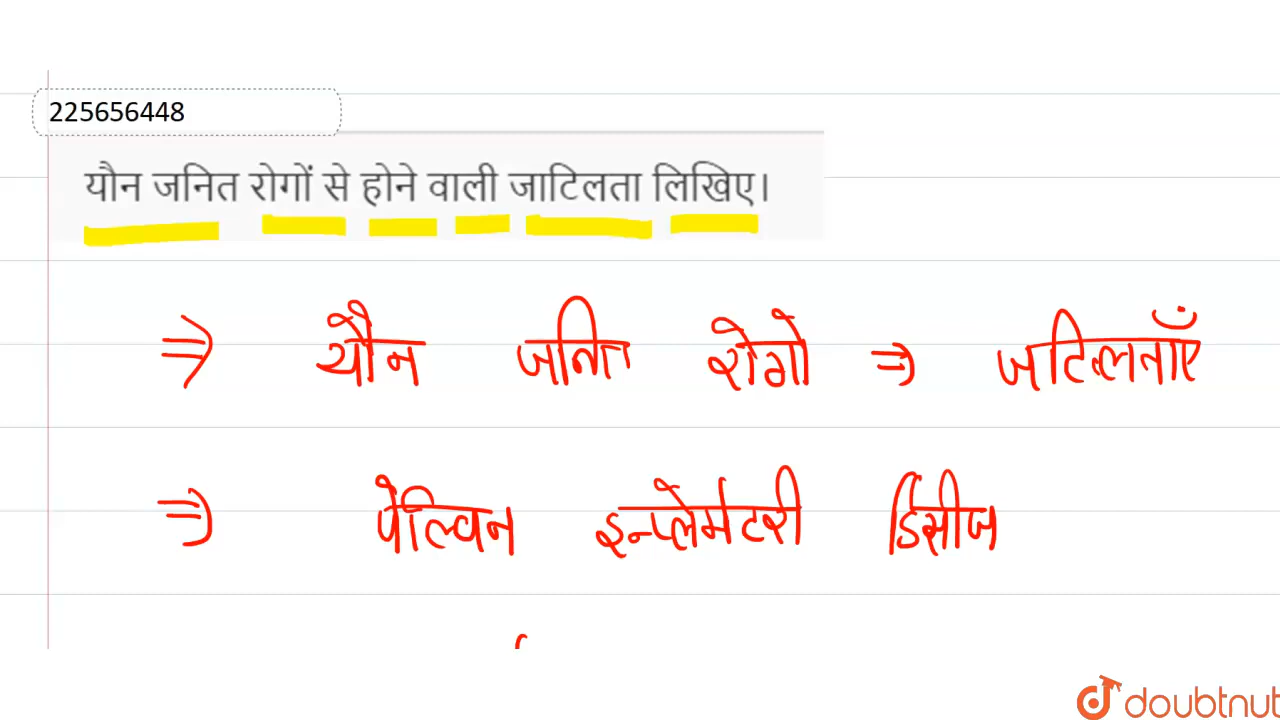 225656448
यौन जनित रोगों से होने वाली जाटिलता लिखिए।
⇒ यौन जनित रोगो ⇒ जटिलताएँ
⇒ पेल्विन इन्प्लेमेटरी डिसीज
doubtnut